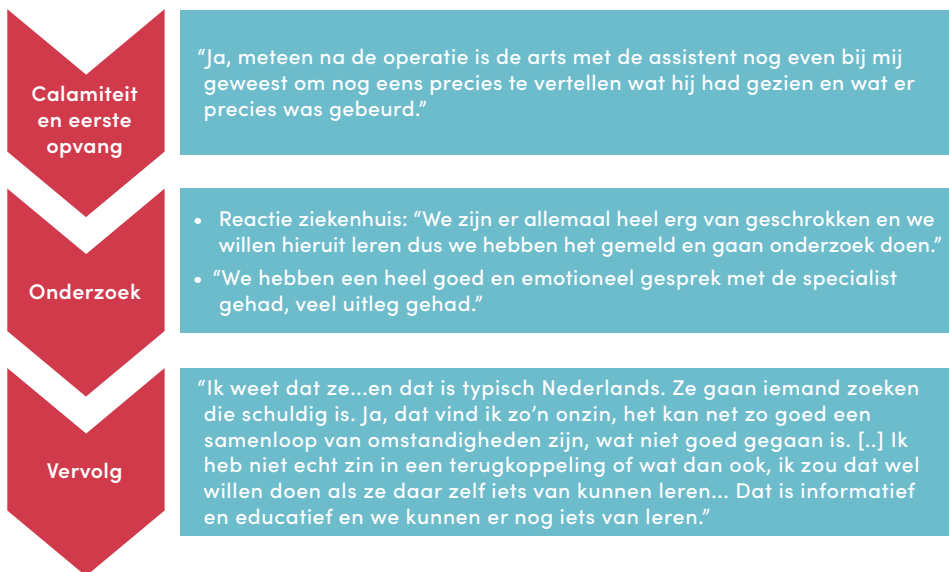 Calamiteit
en eerste
opvang
“Ja, meteen na de operatie is de arts met de assistent nog even bij mij
geweest om nog eens precies te vertellen wat hij had gezien en wat er
precies was gebeurd.”
Onderzoek
• Reactie ziekenhuis: “We zijn er allemaal heel erg van geschrokken en we
willen hieruit leren dus we hebben het gemeld en gaan onderzoek doen.”
• “We hebben een heel goed en emotioneel gesprek met de specialist
gehad, veel uitleg gehad.”
Vervolg
“Ik weet dat ze...en dat is typisch Nederlands. Ze gaan iemand zoeken
die schuldig is. Ja, dat vind ik zo’n onzin, het kan net zo goed een
samenloop van omstandigheden zijn, wat niet goed gegaan is. [..] Ik
heb niet echt zin in een terugkoppeling of wat dan ook, ik zou dat wel
willen doen als ze daar zelf iets van kunnen leren... Dat is informatief
en educatief en we kunnen er nog iets van leren.”